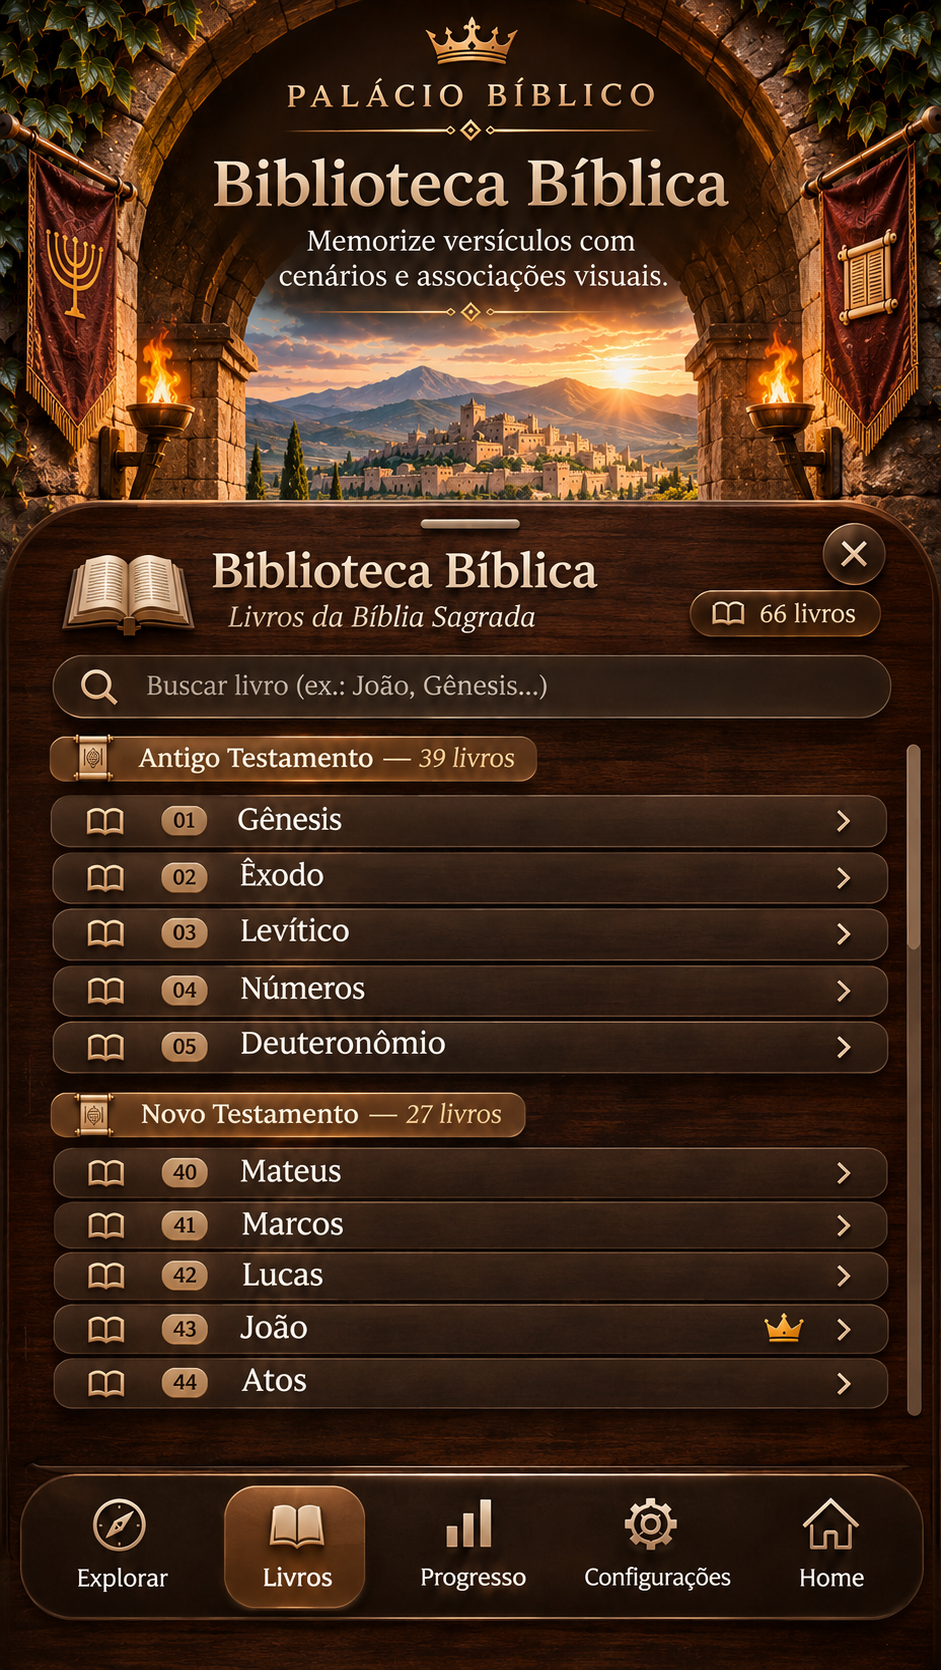 PALÁCIO BÍBLICO
Biblioteca Bíblica
Memorize versículos com
cenários e associações visuais.
Biblioteca Bíblica
Livros da Bíblia Sagrada
66 livros
Buscar livro (ex.: João, Gênesis...)
Antigo Testamento — 39 livros
01 Gênesis
02 Êxodo
03 Levítico
04 Números
05 Deuteronômio
Novo Testamento — 27 livros
40 Mateus
41 Marcos
42 Lucas
43 João
44 Atos
Explorar Livros Progresso Configurações Home